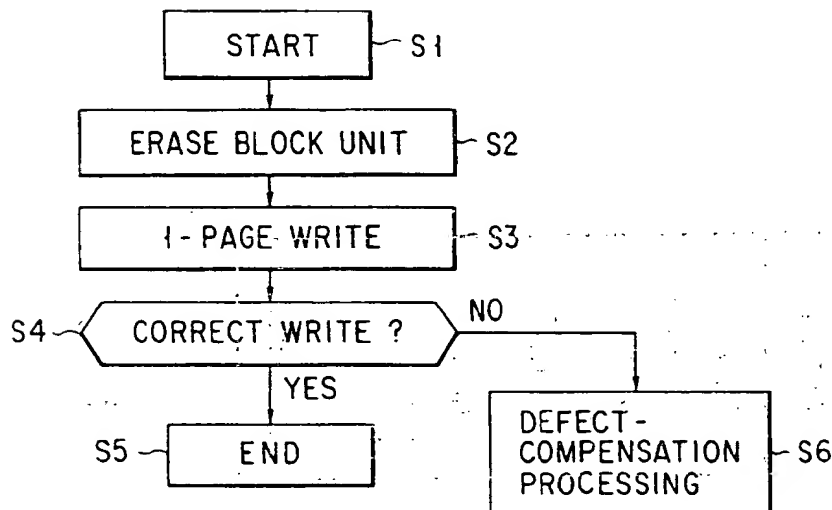 START S1
ERASE BLOCK UNIT S2
1-PAGE WRITE S3
S4 CORRECT WRITE ? NO
YES
S5 END
DEFECT-
COMPENSATION S6
PROCESSING